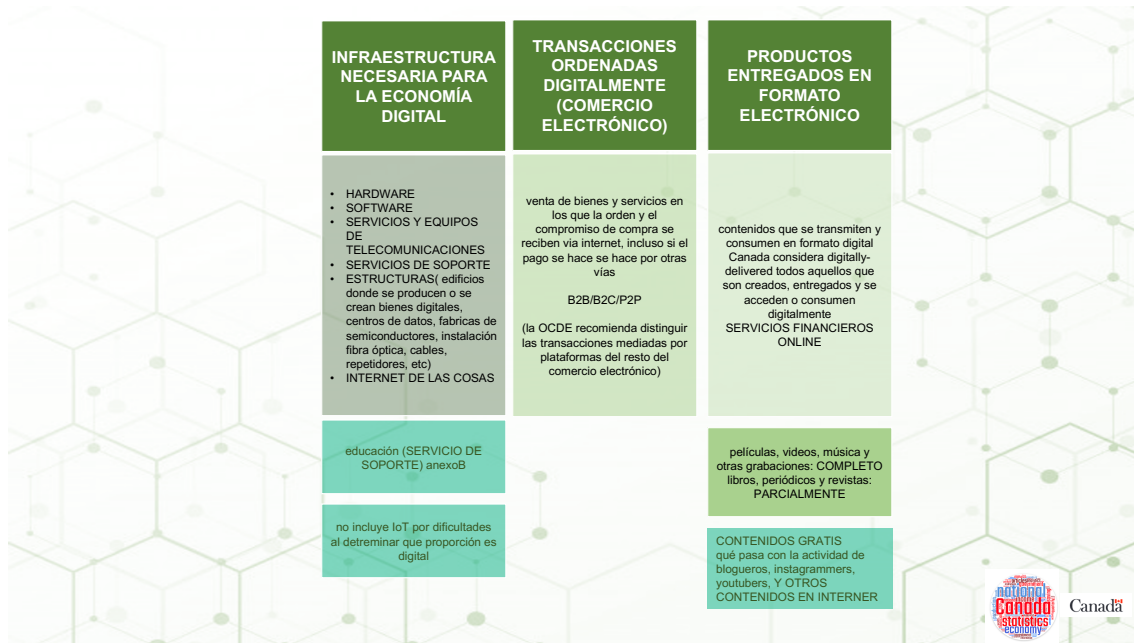 INFRAESTRUCTURA
NECESARIA PARA
LA ECONOMÍA
DIGITAL
• HARDWARE
• SOFTWARE
• SERVICIOS Y EQUIPOS
DE
TELECOMUNICACIONES
• SERVICIOS DE SOPORTE
• ESTRUCTURAS( edificios
donde se producen o se
crean bienes digitales,
centros de datos, fabricas de
semiconductores, instalación
fibra óptica, cables,
repetidores, etc)
• INTERNET DE LAS COSAS
educación (SERVICIO DE
SOPORTE) anexoB
no incluye IoT por dificultades
al detreminar que proporción es
digital
TRANSACCIONES
ORDENADAS
DIGITALMENTE
(COMERCIO
ELECTRÓNICO)
venta de bienes y servicios en
los que la orden y el
compromiso de compra se
reciben via internet, incluso si el
pago se hace se hace por otras
vías
B2B/B2C/P2P
(la OCDE recomienda distinguir
las transacciones mediadas por
plataformas del resto del
comercio electrónico)
PRODUCTOS
ENTREGADOS EN
FORMATO
ELECTRÓNICO
contenidos que se transmiten y
consumen en formato digital
Canada considera digitally-
delivered todos aquellos que
son creados, entregados y se
acceden o consumen
digitalmente
SERVICIOS FINANCIEROS
ONLINE
películas, videos, música y
otras grabaciones: COMPLETO
libros, periódicos y revistas:
PARCIALMENTE
CONTENIDOS GRATIS
qué pasa con la actividad de
blogueros, instagrammers,
youtubers, Y OTROS
CONTENIDOS EN INTERNER
national
Canada
statistics
economy
Canada